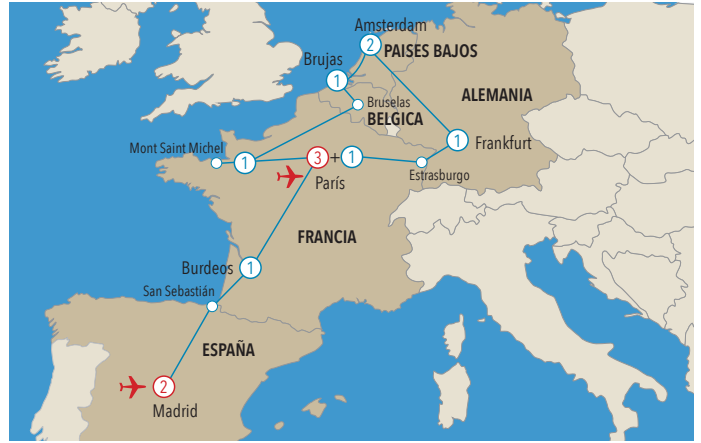 Amsterdam
2
PAISES BAJOS
Brujas
1
ALEMANIA
Bruselas
BELGICA
1
Frankfurt
Mont Saint Michel
1
3+1
París
Estrasburgo
FRANCIA
Burdeos
1
San Sebastián
ESPAÑA
2
Madrid